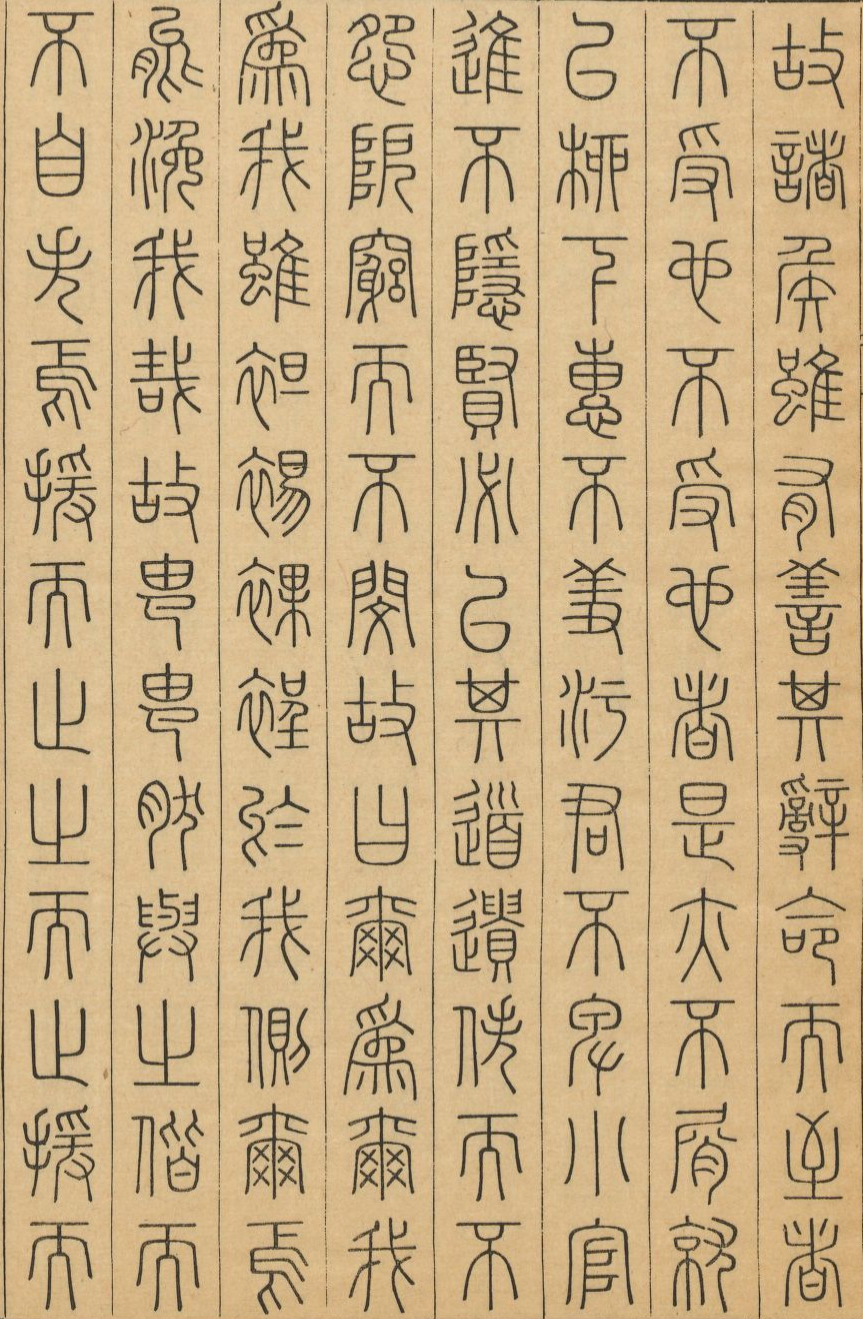 故諸侯雖有善其辭命而至者
不受也不受也者是亦不屑就
已柳下惠不羞污君不卑小官
進不隱賢必㠯其道遺佚而不
怨阨窮而不閔故曰爾爲爾我
爲我雖袒裼裸裎於我側爾焉
能浼我哉故由由然與之偕而
不自失焉援而止之而止援而